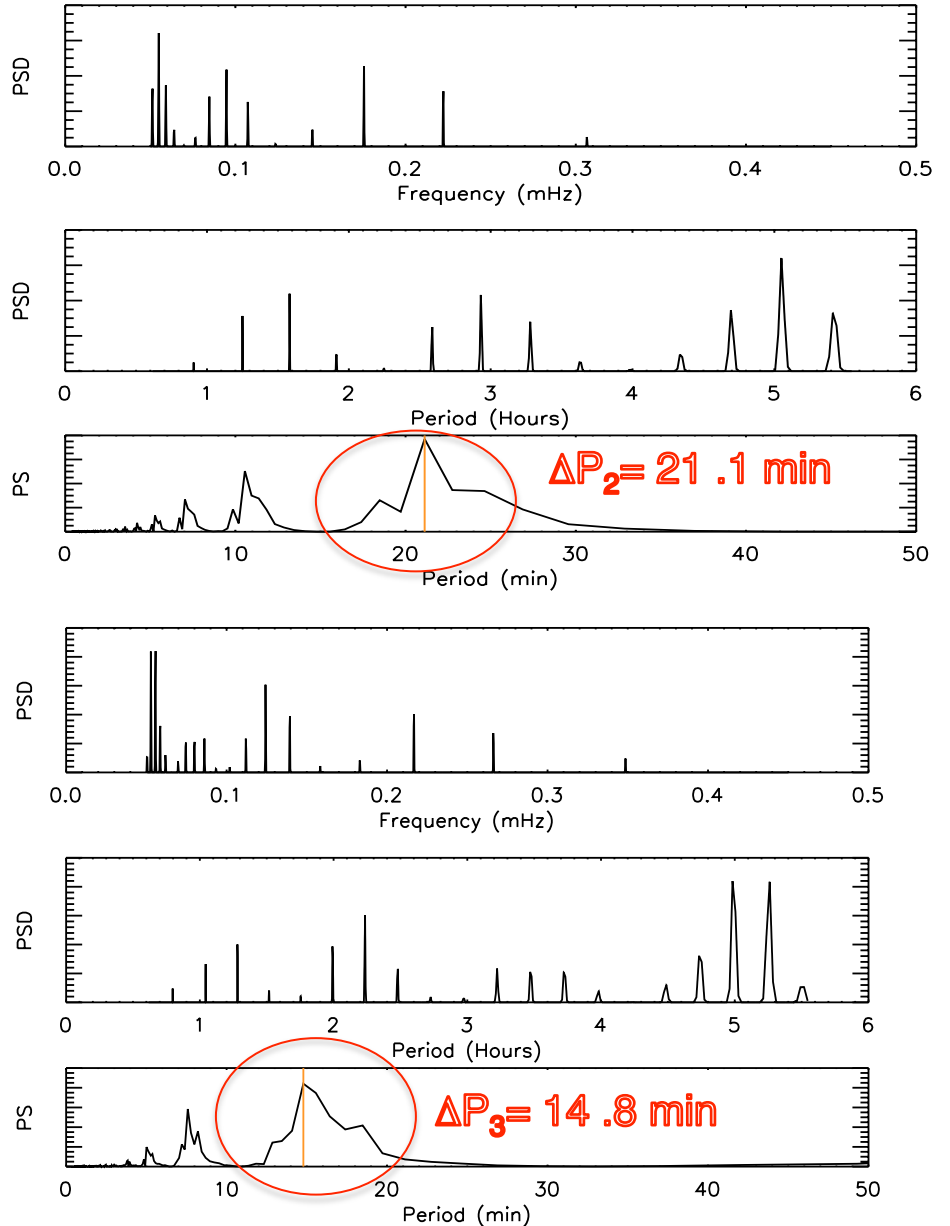 PSD
0.0 0.1 0.2 0.3 0.4 0.5
Frequency (mHz)
PSD
0 1 2 3 4 5 6
Period (Hours)
PS
ΔP₂= 21 .1 min
0 10 20 30 40 50
Period (min)
PSD
0.0 0.1 0.2 0.3 0.4 0.5
Frequency (mHz)
PSD
0 1 2 3 4 5 6
Period (Hours)
PS
ΔP₃= 14 .8 min
0 10 20 30 40 50
Period (min)